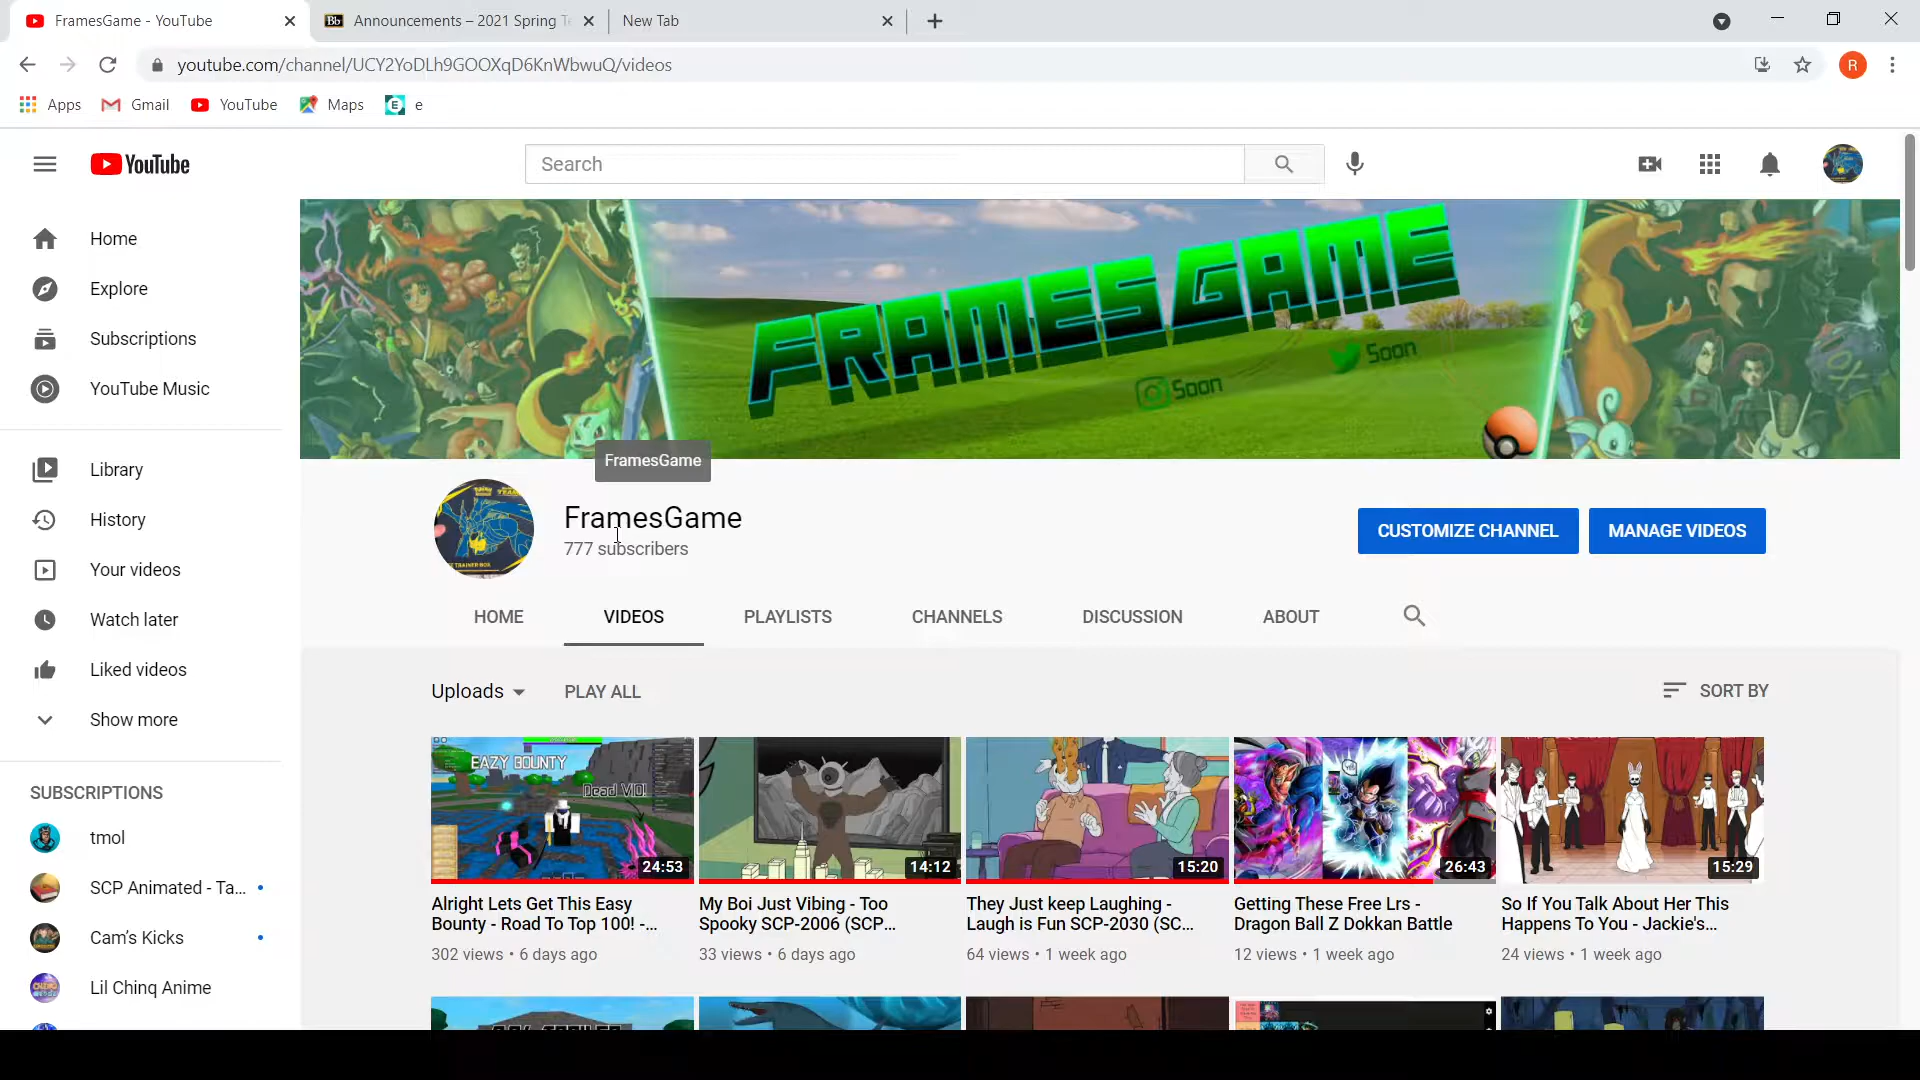 FramesGame - YouTube
Bb Announcements – 2021 Spring T
New Tab
youtube.com/channel/UCY2YoDLh9GOOXqD6KnWbwuQ/videos
R
Apps
Gmail
YouTube
Maps
E e
YouTube
Search
Home
Explore
Subscriptions
YouTube Music
Library
History
Your videos
Watch later
Liked videos
Show more
SUBSCRIPTIONS
tmol
SCP Animated - Ta...
Cam's Kicks
Lil Chinq Anime
FRAMES GAME
Soon
Soon
FramesGame
FramesGame
777 subscribers
CUSTOMIZE CHANNEL
MANAGE VIDEOS
HOME
VIDEOS
PLAYLISTS
CHANNELS
DISCUSSION
ABOUT
Uploads
PLAY ALL
SORT BY
EAZY BOUNTY
Dead VID!
24:53
14:12
15:20
26:43
15:29
Alright Lets Get This Easy
Bounty - Road To Top 100! -...
302 views • 6 days ago
My Boi Just Vibing - Too
Spooky SCP-2006 (SCP...
33 views • 6 days ago
They Just keep Laughing -
Laugh is Fun SCP-2030 (SC...
64 views • 1 week ago
Getting These Free Lrs -
Dragon Ball Z Dokkan Battle
12 views • 1 week ago
So If You Talk About Her This
Happens To You - Jackie's...
24 views • 1 week ago